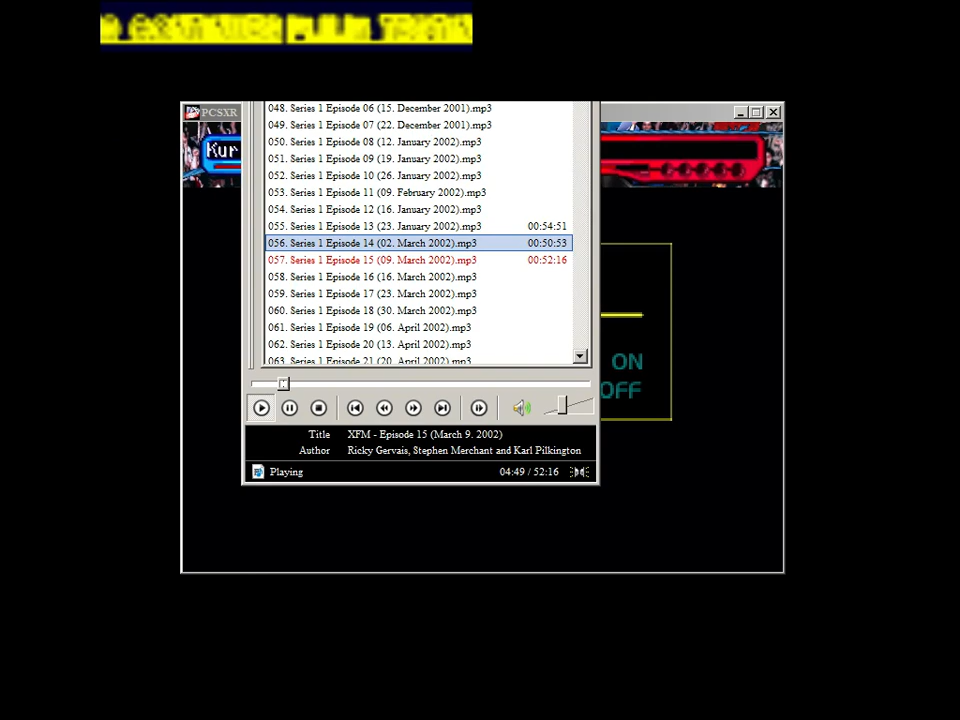 PCSXR
Kur
048. Series 1 Episode 06 (15. December 2001).mp3
049. Series 1 Episode 07 (22. December 2001).mp3
050. Series 1 Episode 08 (12. January 2002).mp3
051. Series 1 Episode 09 (19. January 2002).mp3
052. Series 1 Episode 10 (26. January 2002).mp3
053. Series 1 Episode 11 (09. February 2002).mp3
054. Series 1 Episode 12 (16. January 2002).mp3
055. Series 1 Episode 13 (23. January 2002).mp3 00:54:51
056. Series 1 Episode 14 (02. March 2002).mp3 00:50:53
057. Series 1 Episode 15 (09. March 2002).mp3 00:52:16
058. Series 1 Episode 16 (16. March 2002).mp3
059. Series 1 Episode 17 (23. March 2002).mp3
060. Series 1 Episode 18 (30. March 2002).mp3
061. Series 1 Episode 19 (06. April 2002).mp3
062. Series 1 Episode 20 (13. April 2002).mp3
063. Series 1 Episode 21 (20. April 2002).mp3
ON
OFF
Title XFM - Episode 15 (March 9. 2002)
Author Ricky Gervais, Stephen Merchant and Karl Pilkington
Playing 04:49 / 52:16